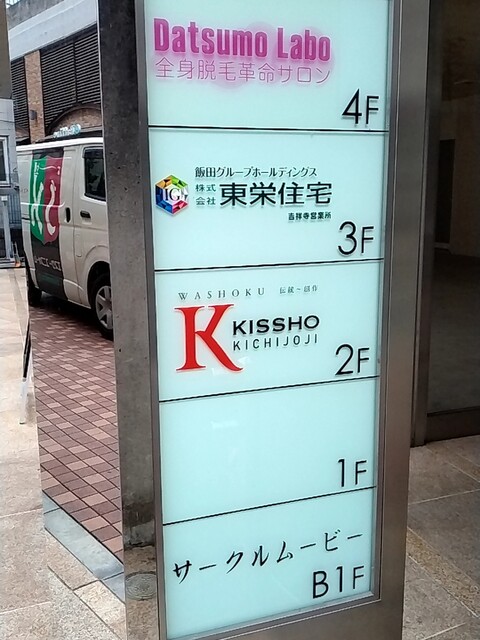 Datsumo Labo
全身脱毛革命サロン
4F
飯田グループホールディングス
IG
株式会社 東栄住宅
吉祥寺営業所
3F
WASHOKU 伝統～創作
K KISSHO
KICHIJOJI
2F
1F
サークルムービー
B1F